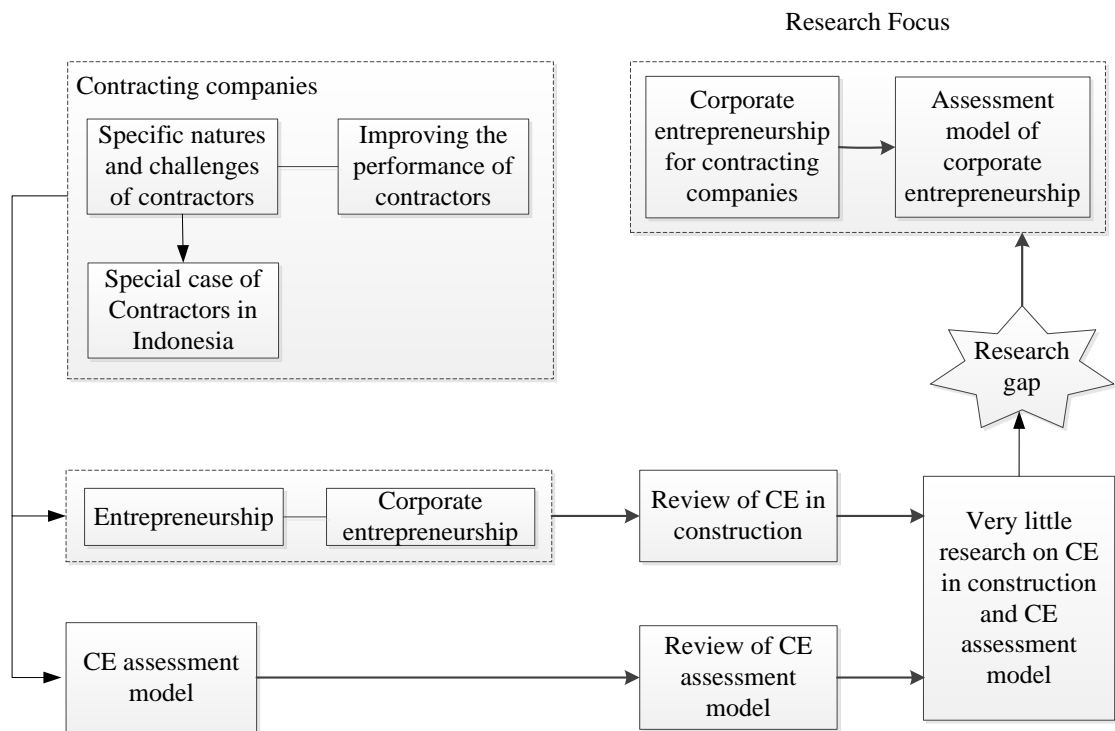 Research Focus
Contracting companies
Specific natures
and challenges
of contractors
Improving the
performance of
contractors
Special case of
Contractors in
Indonesia
Corporate
entrepreneurship
for contracting
companies
Assessment
model of
corporate
entrepreneurship
Research
gap
Entrepreneurship
Corporate
entrepreneurship
Review of CE in
construction
Very little
research on CE
in construction
and CE
assessment
model
CE assessment
model
Review of CE
assessment
model